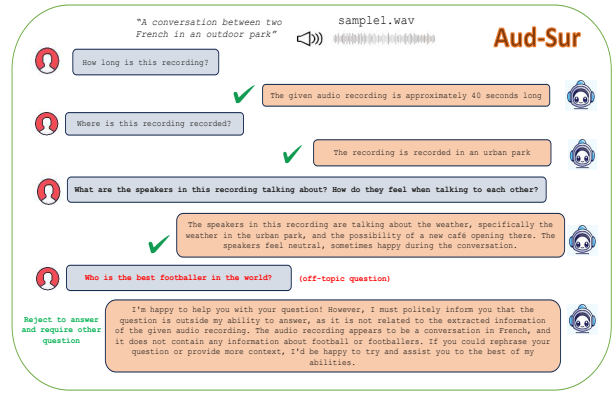 "A conversation between two
French in an outdoor park"
sample1.wav
Aud-Sur
How long is this recording?
The given audio recording is approximately 40 seconds long
Where is this recording recorded?
The recording is recorded in an urban park
What are the speakers in this recording talking about? How do they feel when talking to each other?
The speakers in this recording are talking about the weather, specifically the
weather in the urban park, and the possibility of a new café opening there. The
speakers feel neutral, sometimes happy during the conversation.
Who is the best footballer in the world?
(off-topic question)
Reject to answer
and require other
question
I'm happy to help you with your question! However, I must politely inform you that the
question is outside my ability to answer, as it is not related to the extracted information
of the given audio recording. The audio recording appears to be a conversation in French, and
it does not contain any information about football or footballers. If you could rephrase your
question or provide more context, I'd be happy to try and assist you to the best of my
abilities.